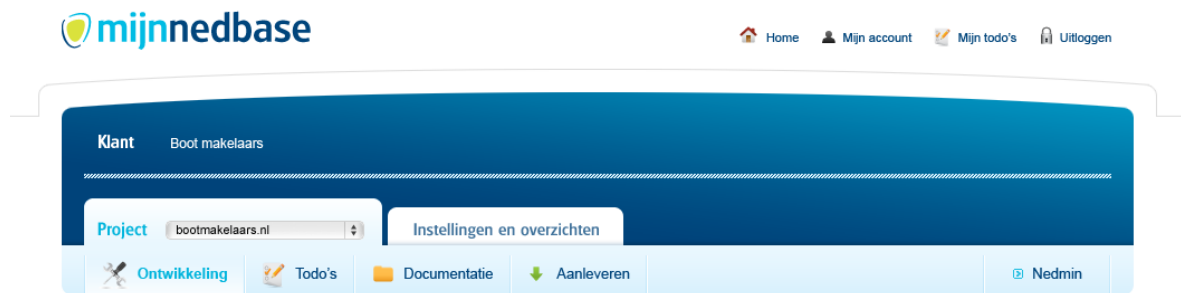 mijnnedbase
Home Mijn account Mijn todo's Uitloggen
Klant Boot makelaars
Project bootmakelaars.nl Instellingen en overzichten
Ontwikkeling Todo's Documentatie Aanleveren Nedmin